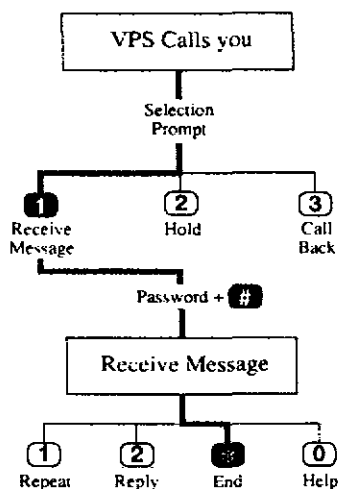 VPS Calls you
Selection
Prompt
1 2 3
Receive Hold Call
Message Back
Password + #
Receive Message
1 2 * 0
Repeat Reply End Help